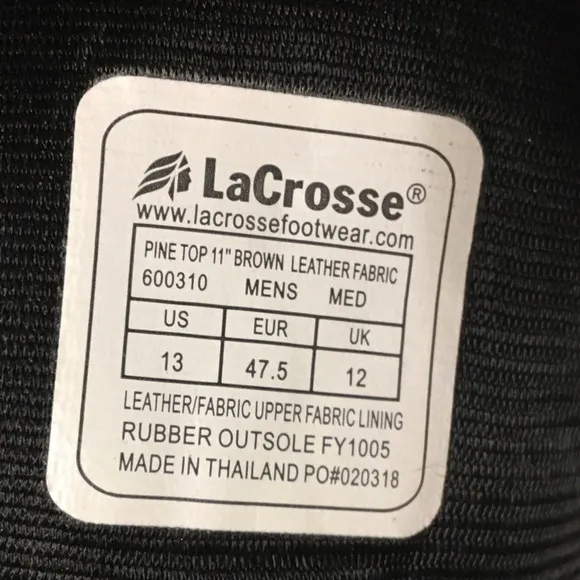 LaCrosse®
www.lacrossefootwear.com
PINE TOP 11" BROWN LEATHER FABRIC
600310 MENS MED
US EUR UK
13 47.5 12
LEATHER/FABRIC UPPER FABRIC LINING
RUBBER OUTSOLE FY1005
MADE IN THAILAND PO#020318